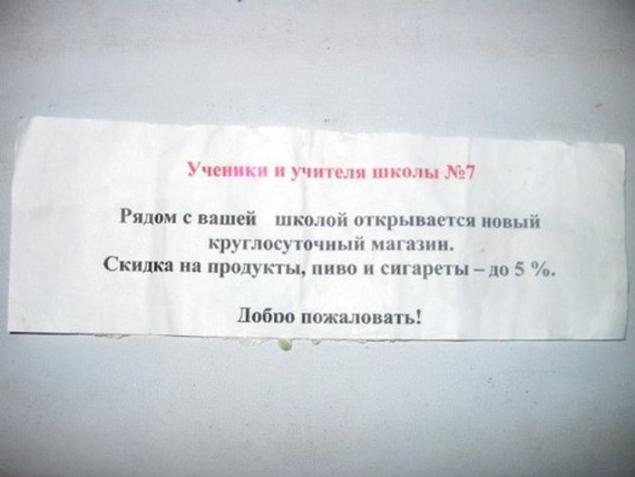 Ученики и учителя школы №7
Рядом с вашей школой открывается новый
круглосуточный магазин.
Скидка на продукты, пиво и сигареты – до 5 %.
Добро пожаловать!